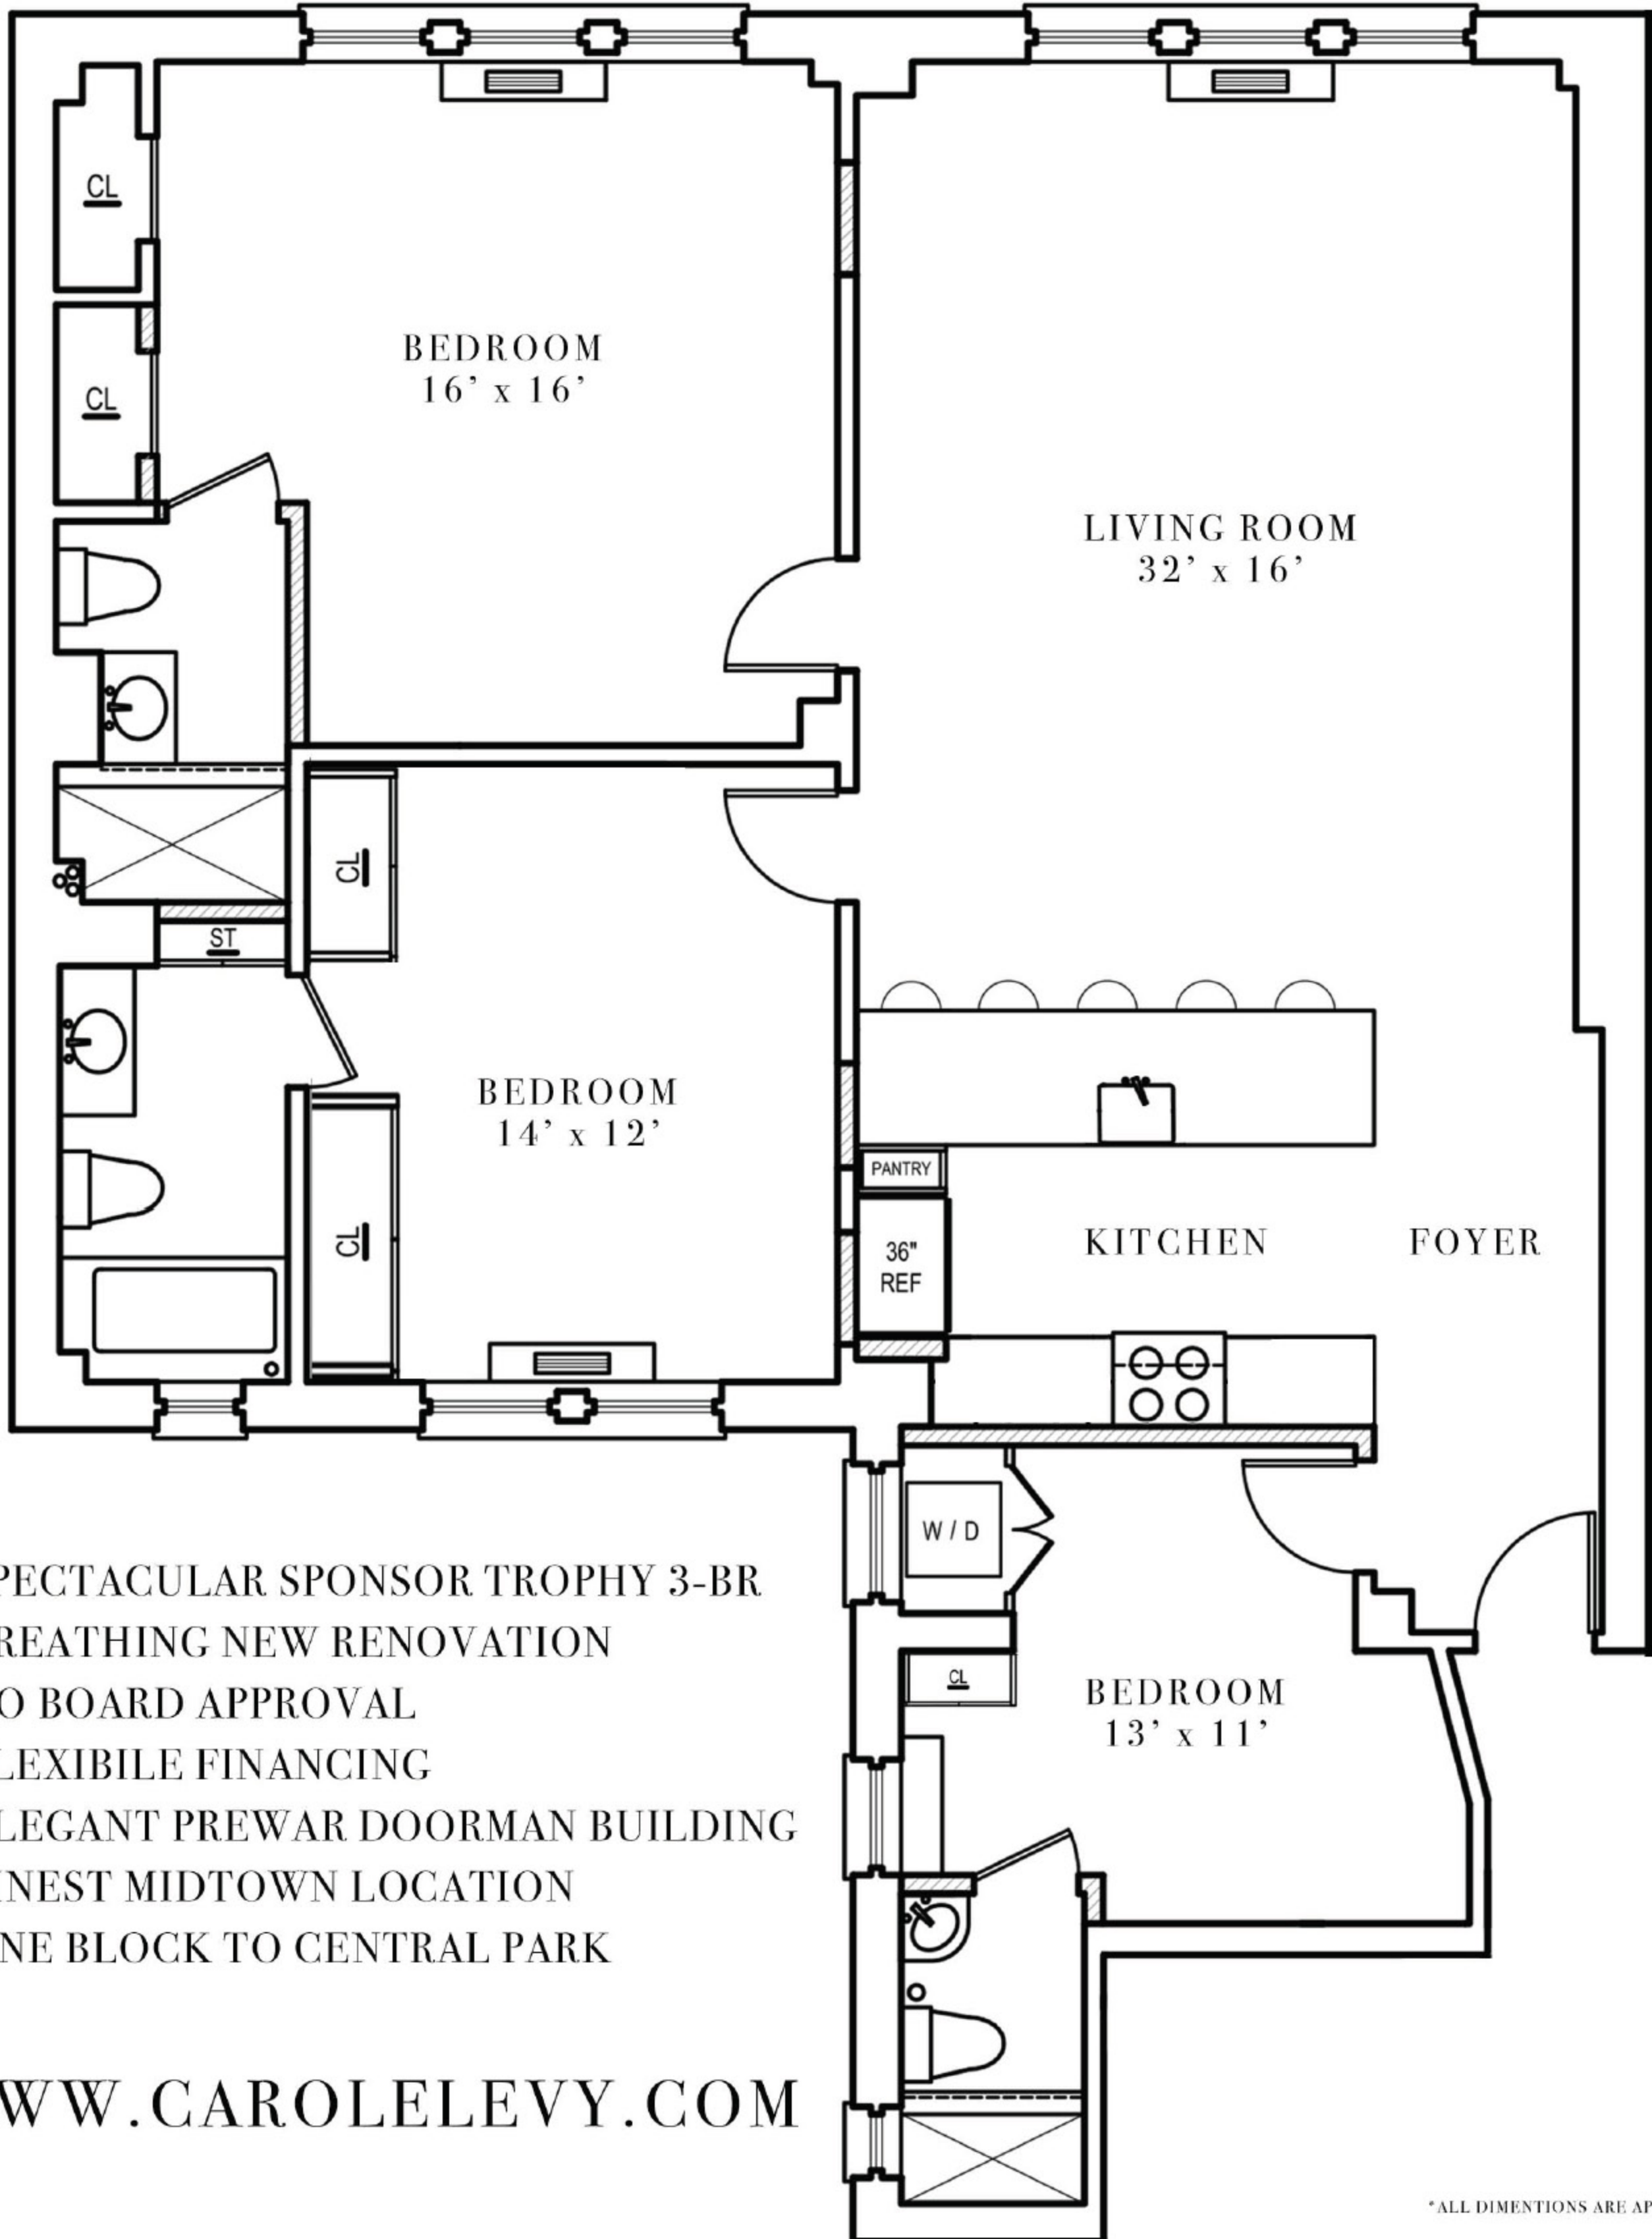 CL
CL
BEDROOM
16’ x 16’
LIVING ROOM
32’ x 16’
CL
ST
BEDROOM
14’ x 12’
CL
PANTRY
36"
REF
KITCHEN
FOYER
W / D
CL
BEDROOM
13’ x 11’
PECTACULAR SPONSOR TROPHY 3-BR
REATHING NEW RENOVATION
O BOARD APPROVAL
LEXIBILE FINANCING
LEGANT PREWAR DOORMAN BUILDING
INEST MIDTOWN LOCATION
NE BLOCK TO CENTRAL PARK
WW.CAROLELEVY.COM
*ALL DIMENTIONS ARE AP